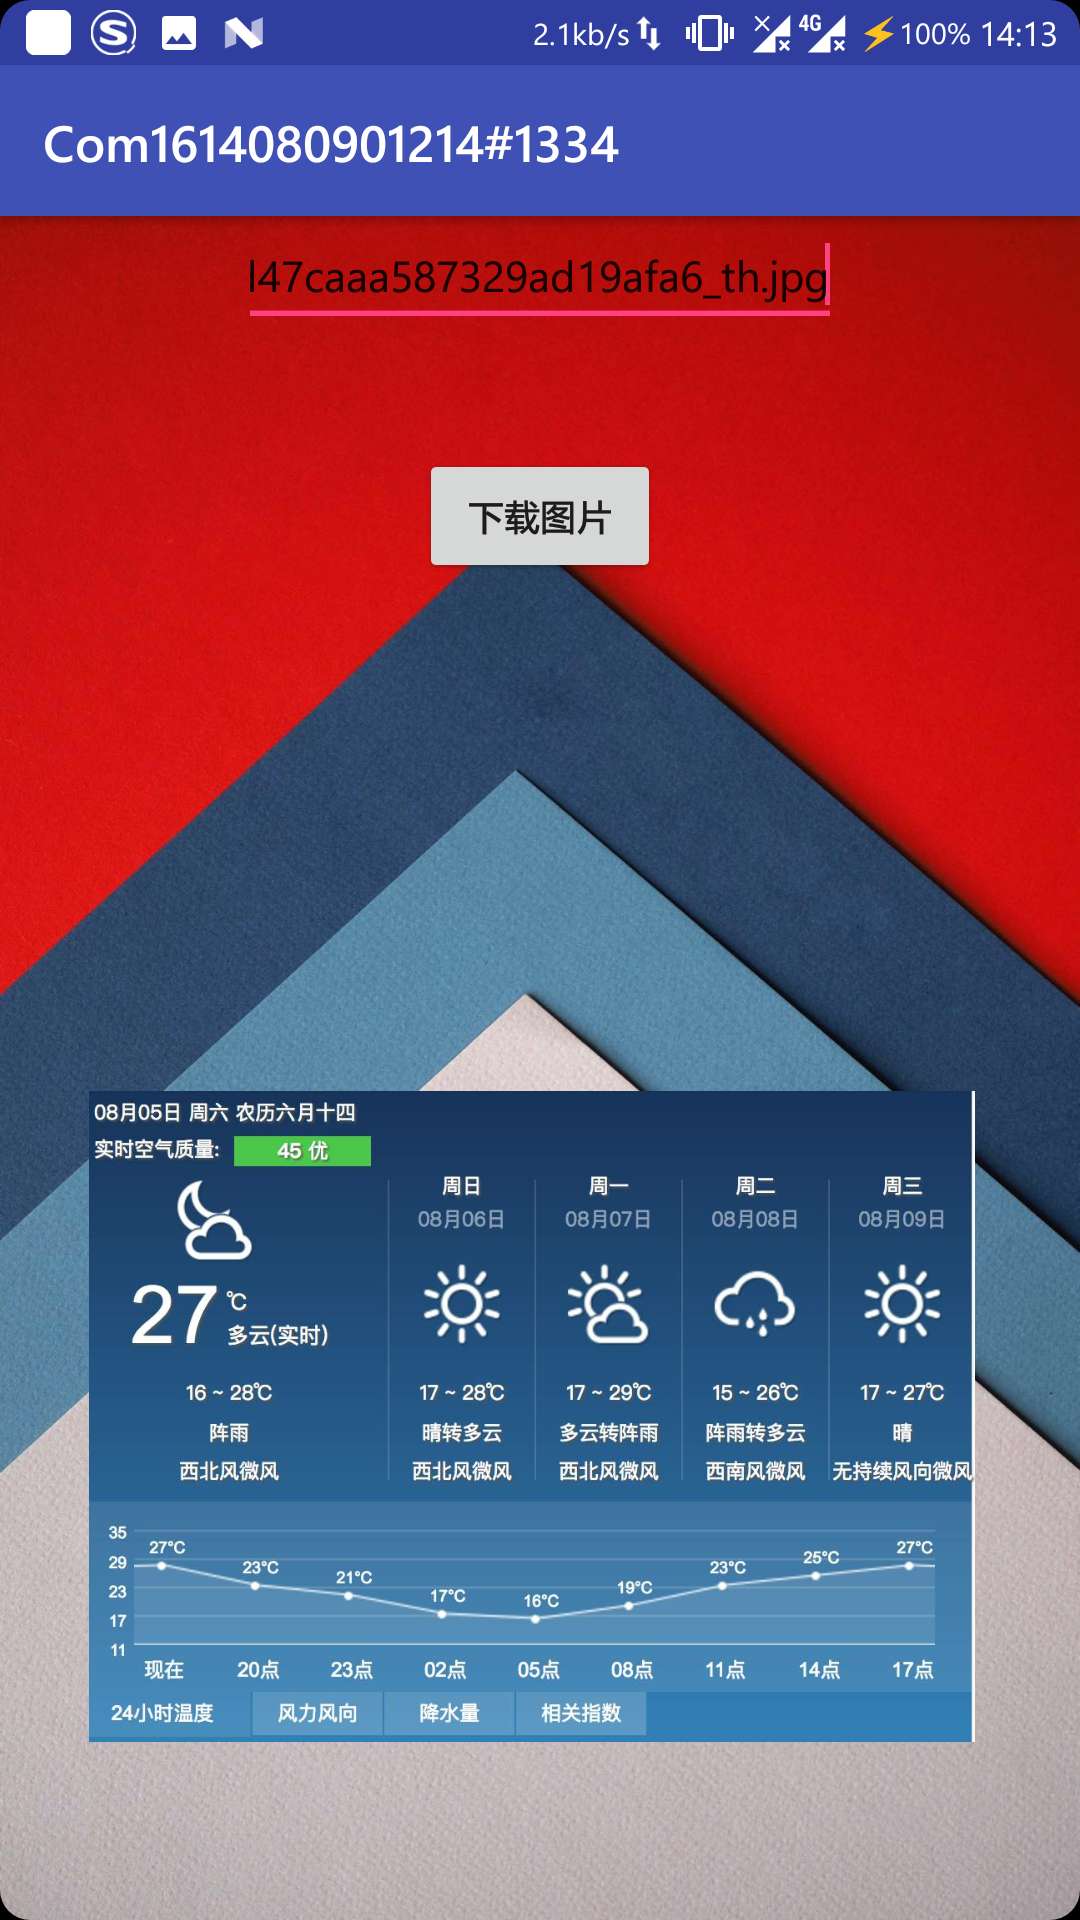 2.1kb/s 4G 100% 14:13
Com1614080901214#1334
l47caaa587329ad19afa6_th.jpg
下载图片
08月05日 周六 农历六月十四
实时空气质量: 45 优
周日 周一 周二 周三
08月06日 08月07日 08月08日 08月09日
27 ℃
多云(实时)
16 ~ 28℃ 17 ~ 28℃ 17 ~ 29℃ 15 ~ 26℃ 17 ~ 27℃
阵雨 晴转多云 多云转阵雨 阵雨转多云 晴
西北风微风 西北风微风 西北风微风 西南风微风 无持续风向微风
35
29
23
17
11
27°C 23°C 21°C 17°C 16°C 19°C 23°C 25°C 27°C
现在 20点 23点 02点 05点 08点 11点 14点 17点
24小时温度 风力风向 降水量 相关指数